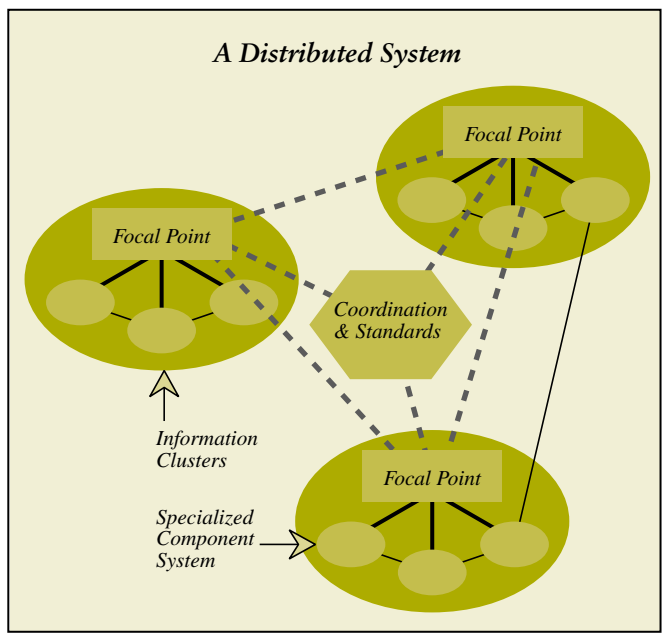 A Distributed System
Focal Point
Focal Point
Coordination
& Standards
Information
Clusters
Focal Point
Specialized
Component
System